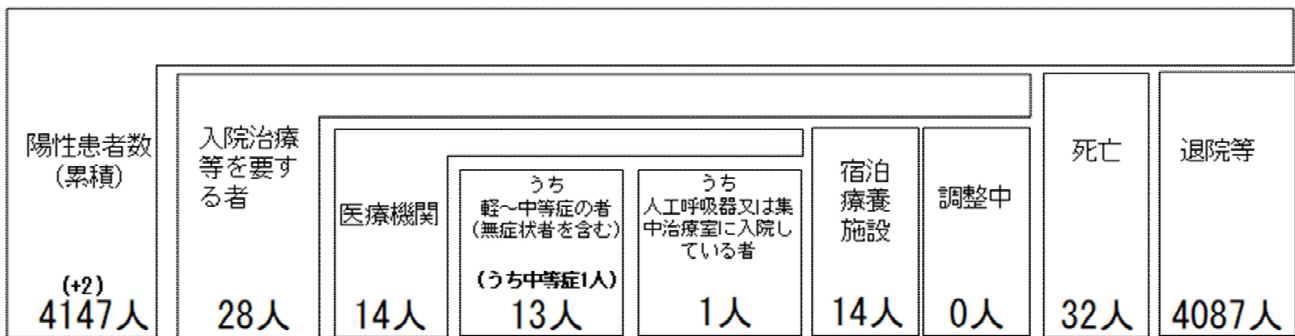 陽性患者数
(累積)
(+2)
4147人
入院治療
等を要す
る者
28人
医療機関
14人
うち
軽～中等症の者
(無症状者を含む)
(うち中等症1人)
13人
うち
人工呼吸器又は集
中治療室に入院し
ている者
1人
宿泊
療養
施設
14人
調整中
0人
死亡
32人
退院等
4087人